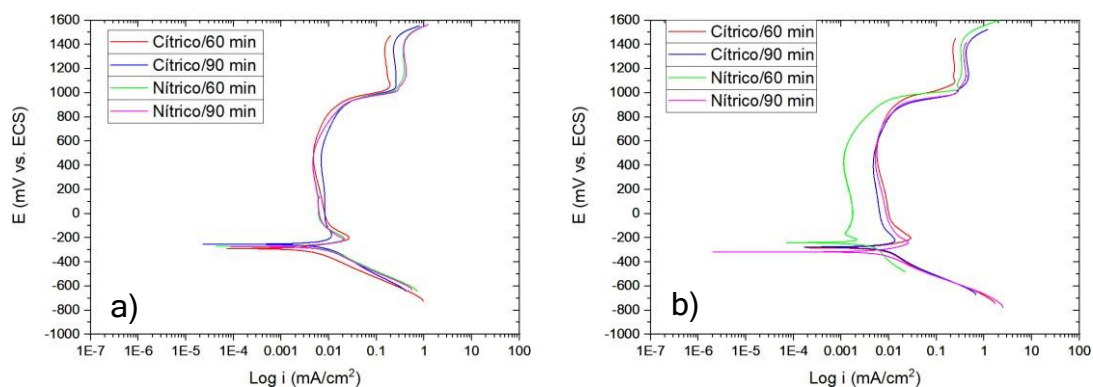 1600
1400
1200
1000
800
600
400
200
0
-200
-400
-600
-800
-1000
E (mV vs. ECS)
Cítrico/60 min
Cítrico/90 min
Nítrico/60 min
Nítrico/90 min
a)
1E-7 1E-6 1E-5 1E-4 0.001 0.01 0.1 1 10 100
Log i (mA/cm²)
1600
1400
1200
1000
800
600
400
200
0
-200
-400
-600
-800
-1000
E (mV vs. ECS)
Cítrico/60 min
Cítrico/90 min
Nítrico/60 min
Nítrico/90 min
b)
1E-7 1E-6 1E-5 1E-4 0.001 0.01 0.1 1 10 100
Log i (mA/cm²)